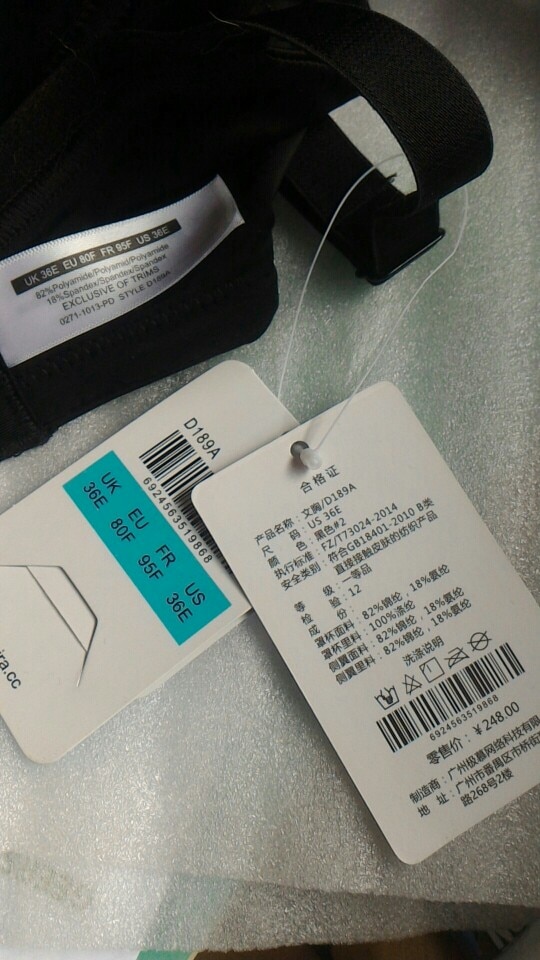 UK 36E EU 80F FR 95F US 36E
82%Polyamide/Polyamid/Polyamide
18%Spandex/Spandex/Spandex
EXCLUSIVE OF TRIMS
0271-1013-PD STYLE D189A
D189A
6924563519868
UK EU FR US
36E 80F 95F 36E
ira.cc
合格证
产品名称：文胸/D189A
尺 码：US 36E
颜 色：黑色#2
执行标准：FZ/T73024-2014
安全类别：符合GB18401-2010 B类
直接接触皮肤的纺织产品
等 级：一等品
检 验：12
成 份：
罩杯面料：82%锦纶，18%氨纶
罩杯里料：100%涤纶
侧翼面料：82%锦纶，18%氨纶
侧翼里料：82%锦纶，18%氨纶
洗涤说明
6924563519868
零售价：￥248.00
制造商：广州极慕网络科技有限
地 址：广州市番禺区市桥街
路268号2楼